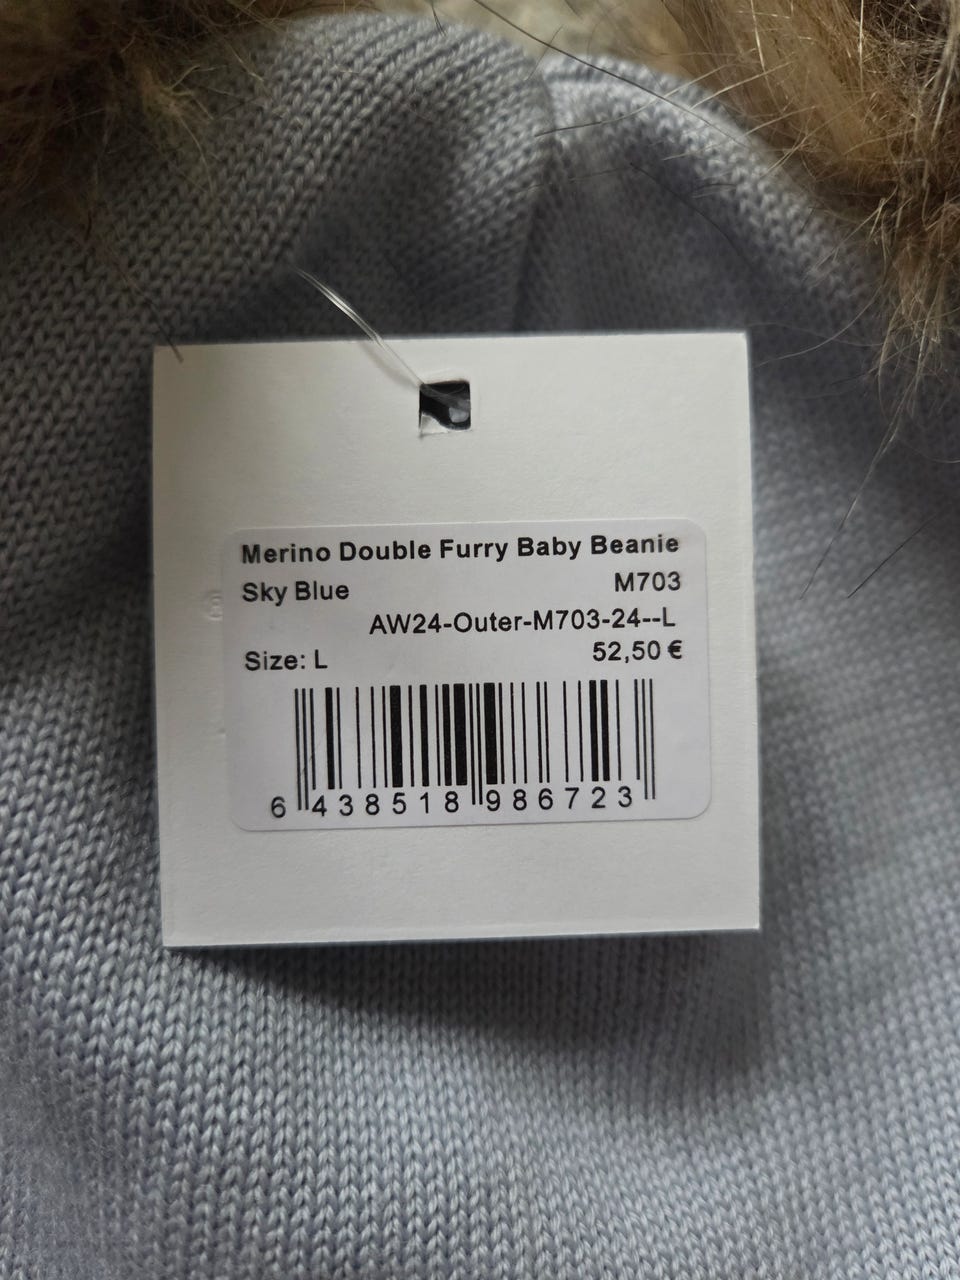 Merino Double Furry Baby Beanie
Sky Blue M703
AW24-Outer-M703-24--L
Size: L 52,50 €
6 438518 986723